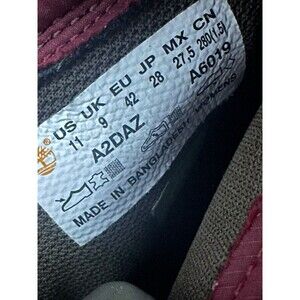 US UK EU JP MX CN
11 9 42 28 27,5 260(1.5)
A2DAZ A6019
MADE IN BANGLADESH